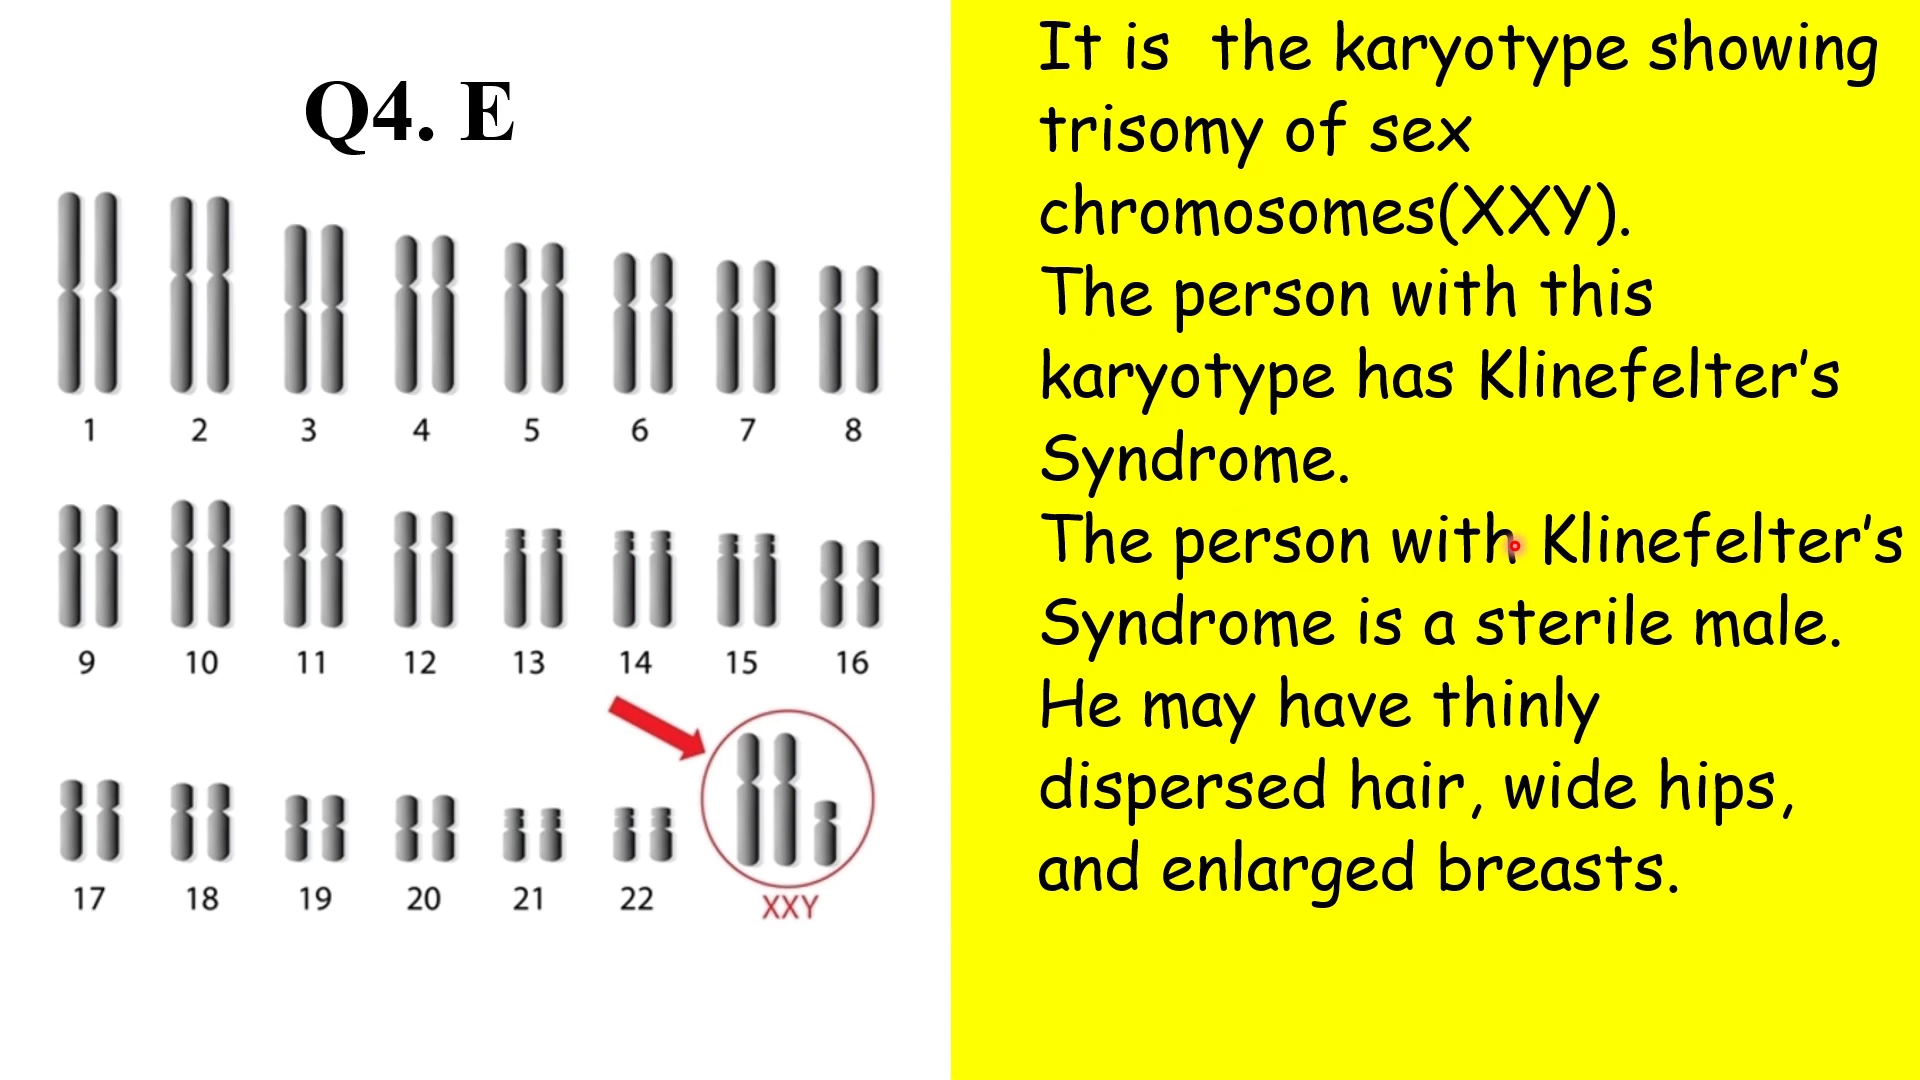 Q4. E
1 2 3 4 5 6 7 8
9 10 11 12 13 14 15 16
17 18 19 20 21 22
XXY
It is the karyotype showing
trisomy of sex
chromosomes(XXY).
The person with this
karyotype has Klinefelter's
Syndrome.
The person with Klinefelter's
Syndrome is a sterile male.
He may have thinly
dispersed hair, wide hips,
and enlarged breasts.